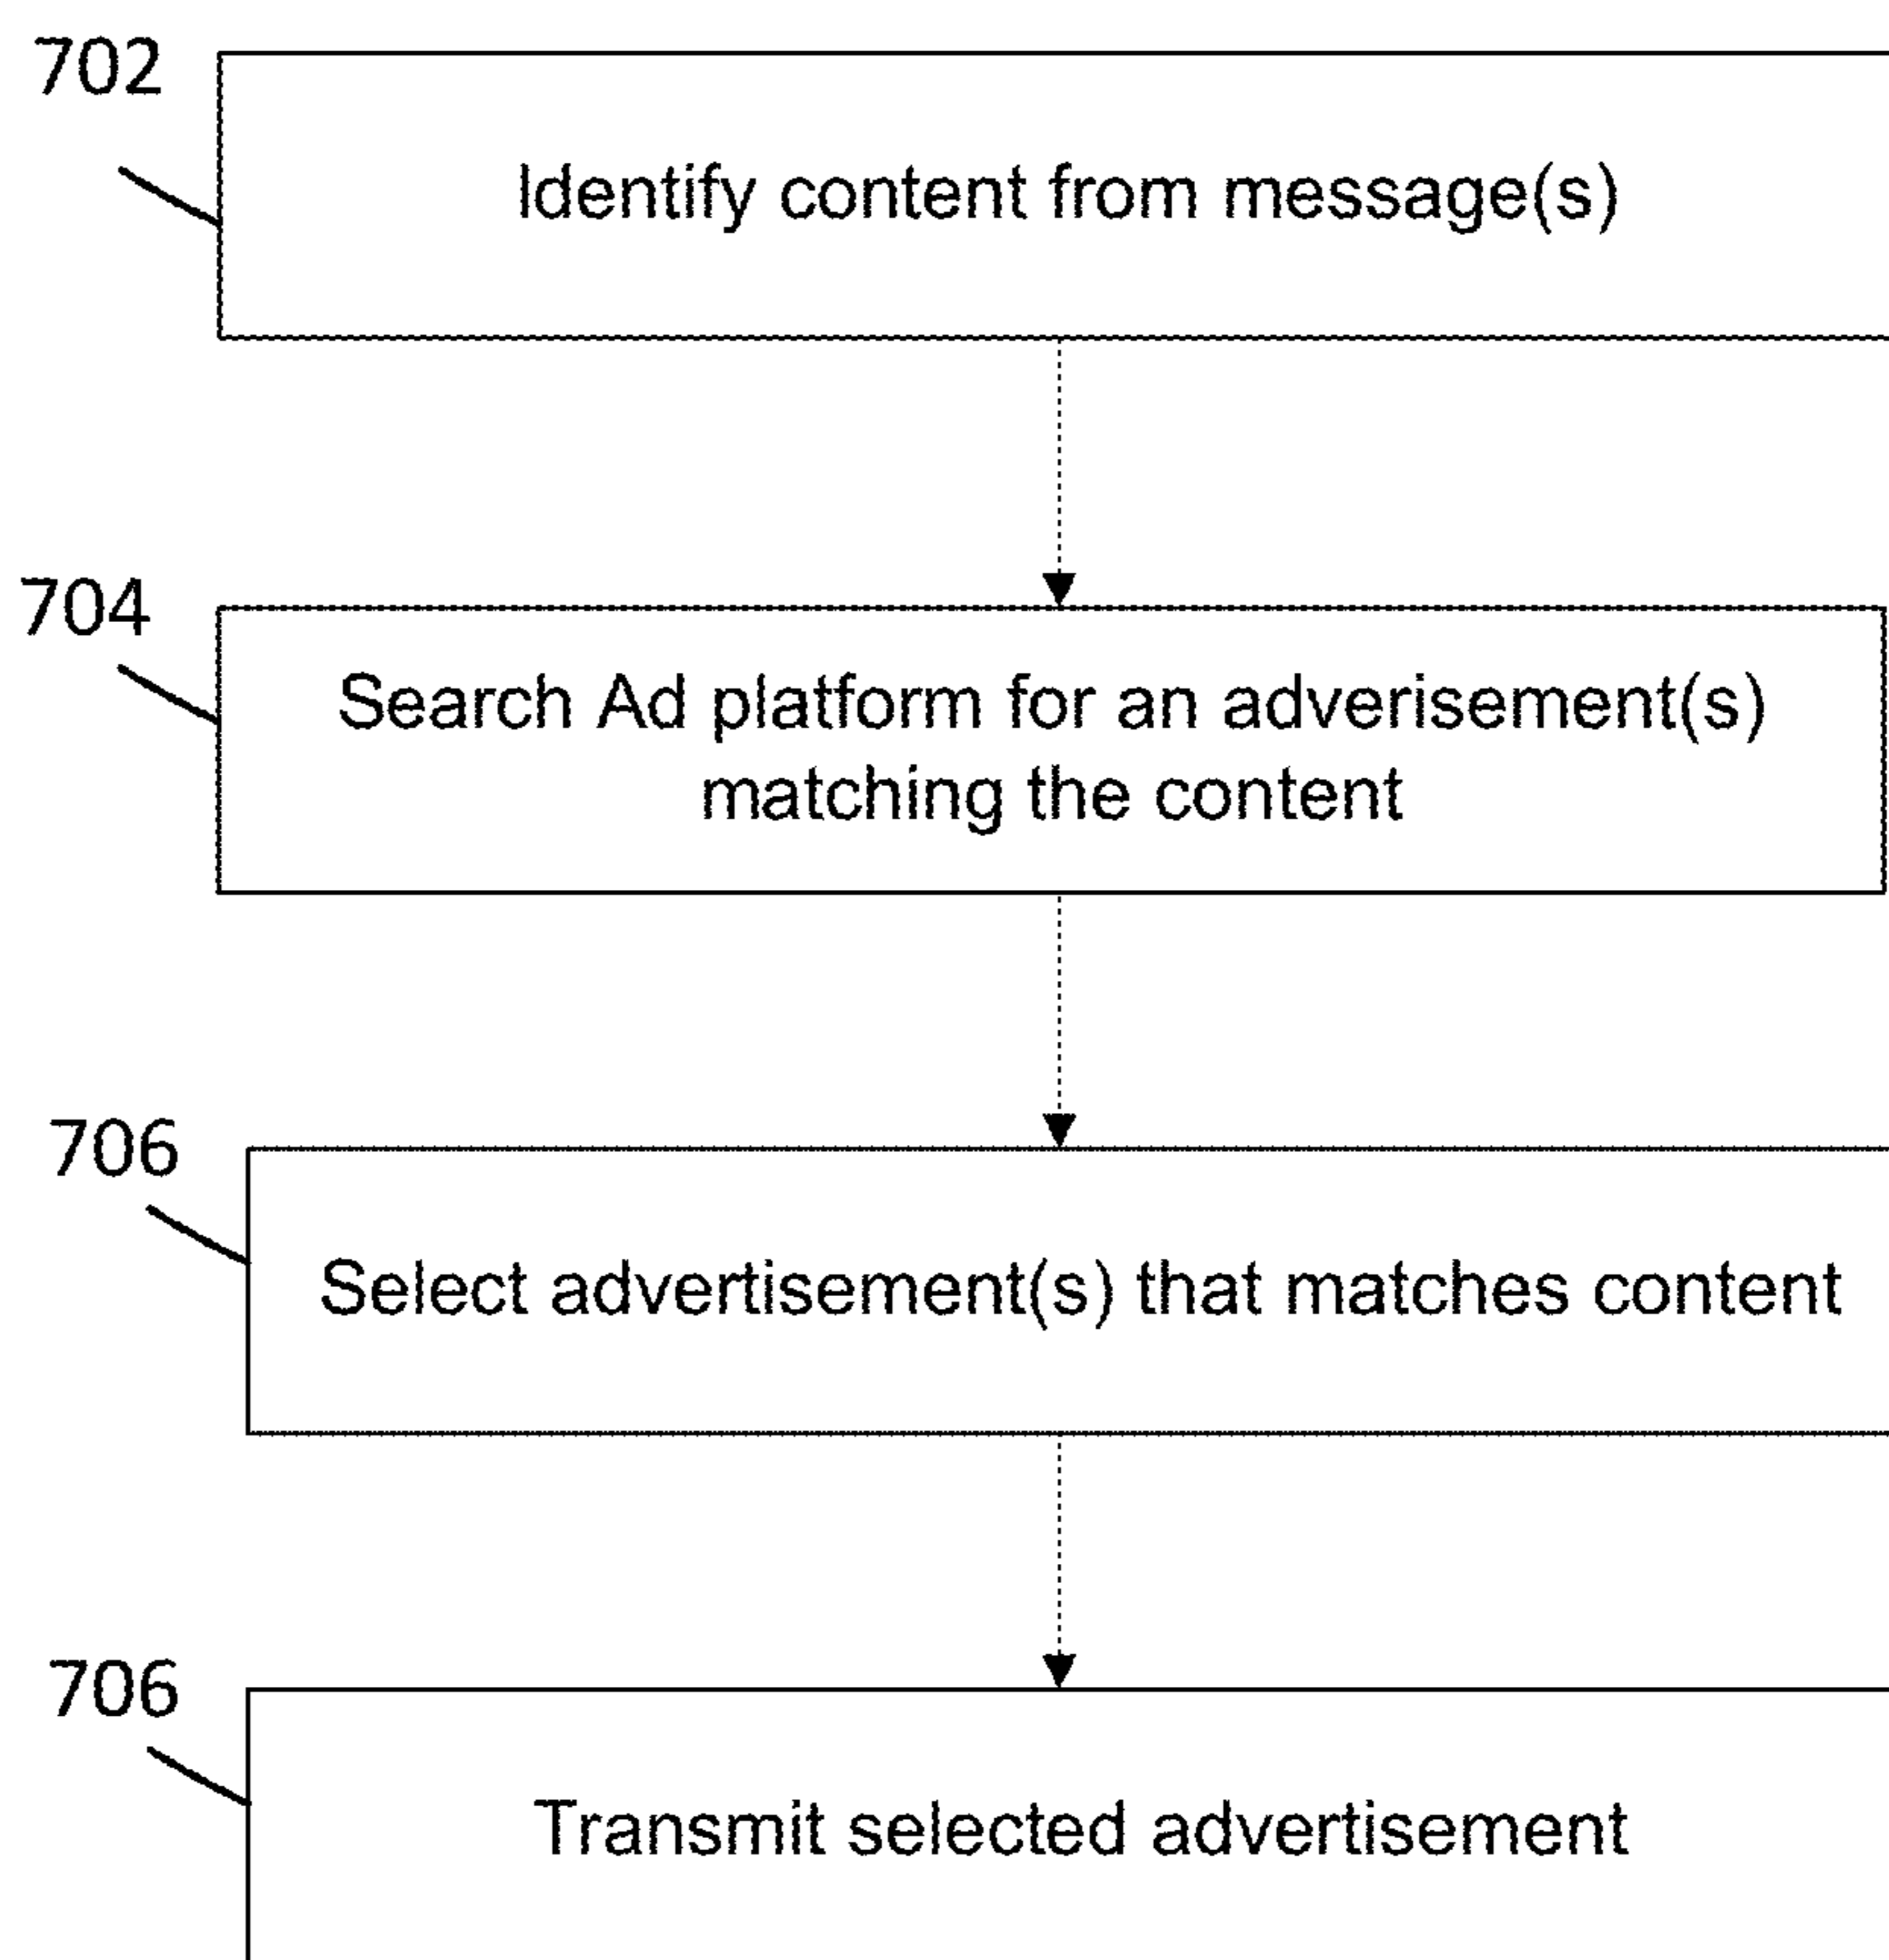 702
Identify content from message(s)
704
Search Ad platform for an adverisement(s)
matching the content
706
Select advertisement(s) that matches content
706
Transmit selected advertisement